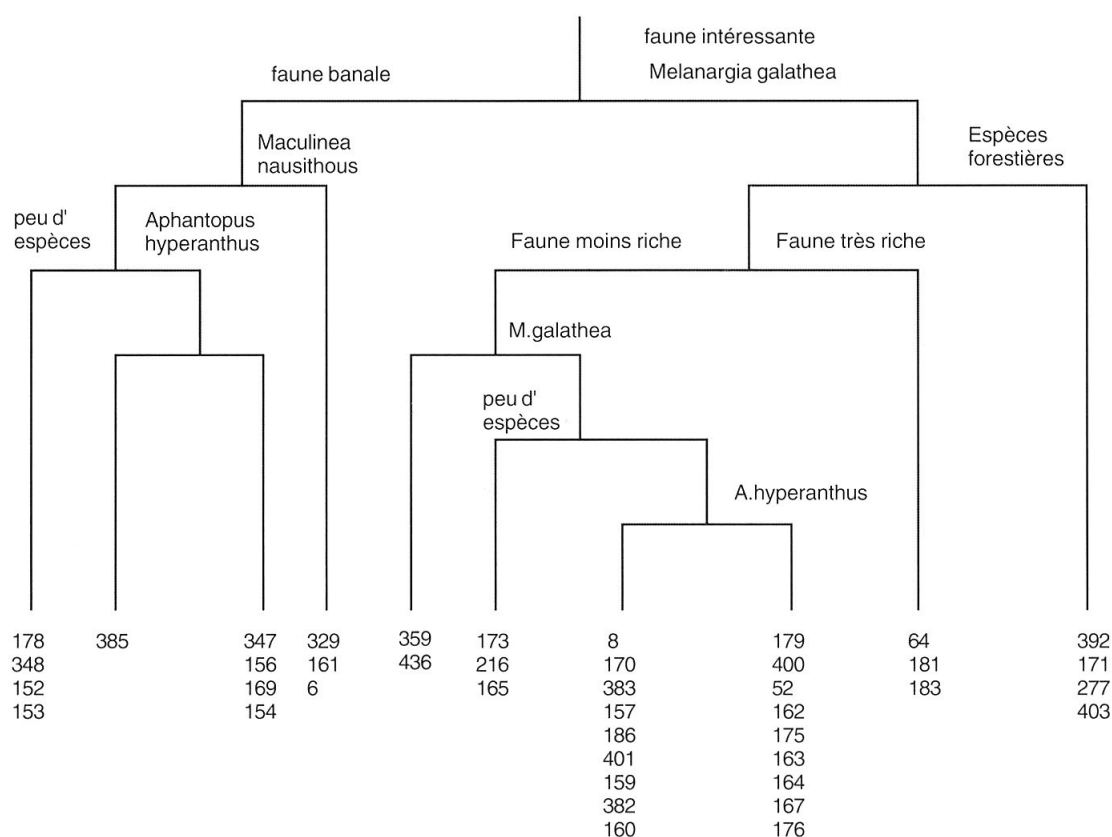 faune intéressante
Melanargia galathea
faune banale
Maculinea
nausithous
Espèces
forestières
peu d'
espèces
Aphantopus
hyperanthus
Faune moins riche
Faune très riche
M.galathea
peu d'
espèces
A.hyperanthus
178 385 347 329 359 173 8 179 64 392
348 156 161 436 216 170 400 181 171
152 169 6 165 383 52 183 277
153 154 157 162 403
186 175
401 163
159 164
382 167
160 176